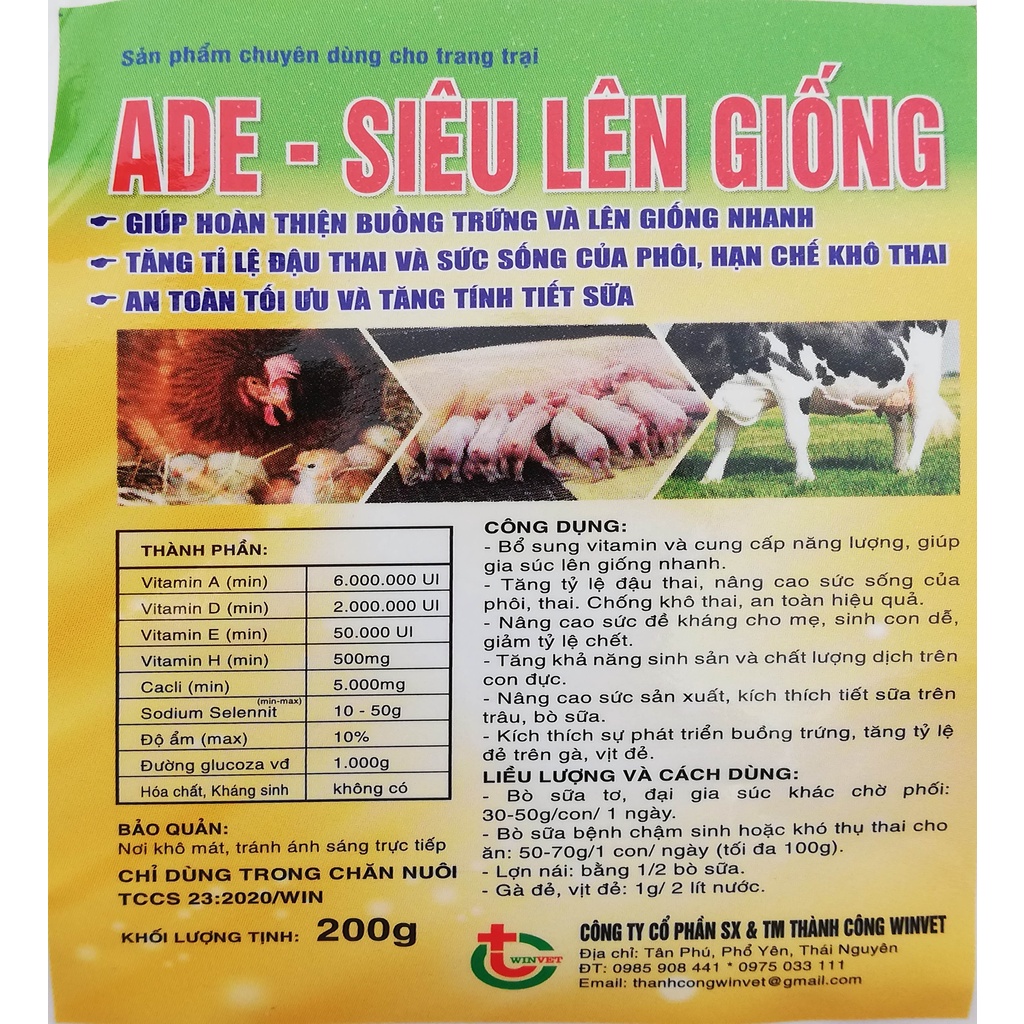 Sản phẩm chuyên dùng cho trang trại
ADE - SIÊU LÊN GIỐNG
GIÚP HOÀN THIỆN BUỒNG TRỨNG VÀ LÊN GIỐNG NHANH
TĂNG TỈ LỆ ĐẬU THAI VÀ SỨC SỐNG CỦA PHÔI, HẠN CHẾ KHÔ THAI
AN TOÀN TỐI ƯU VÀ TĂNG TÍNH TIẾT SỮA
THÀNH PHẦN:
Vitamin A (min) 6.000.000 UI
Vitamin D (min) 2.000.000 UI
Vitamin E (min) 50.000 UI
Vitamin H (min) 500mg
Cacli (min) 5.000mg
Sodium Selennit (min-max) 10 - 50g
Độ ẩm (max) 10%
Đường glucoza vđ 1.000g
Hóa chất, Kháng sinh không có
BẢO QUẢN:
Nơi khô mát, tránh ánh sáng trực tiếp
CHỈ DÙNG TRONG CHĂN NUÔI
TCCS 23:2020/WIN
KHỐI LƯỢNG TỊNH: 200g
CÔNG DỤNG:
- Bổ sung vitamin và cung cấp năng lượng, giúp
gia súc lên giống nhanh.
- Tăng tỷ lệ đậu thai, nâng cao sức sống của
phôi, thai. Chống khô thai, an toàn hiệu quả.
- Nâng cao sức đề kháng cho mẹ, sinh con dễ,
giảm tỷ lệ chết.
- Tăng khả năng sinh sản và chất lượng dịch trên
con đực.
- Nâng cao sức sản xuất, kích thích tiết sữa trên
trâu, bò sữa.
- Kích thích sự phát triển buồng trứng, tăng tỷ lệ
đẻ trên gà, vịt đẻ.
LIỀU LƯỢNG VÀ CÁCH DÙNG:
- Bò sữa tơ, đại gia súc khác chờ phối:
30-50g/con/ 1 ngày.
- Bò sữa bệnh chậm sinh hoặc khó thụ thai cho
ăn: 50-70g/1 con/ ngày (tối đa 100g).
- Lợn nái: bằng 1/2 bò sữa.
- Gà đẻ, vịt đẻ: 1g/ 2 lít nước.
WINVET
CÔNG TY CỔ PHẦN SX & TM THÀNH CÔNG WINVET
Địa chỉ: Tân Phú, Phổ Yên, Thái Nguyên
ĐT: 0985 908 441 * 0975 033 111
Email: thanhcongwinvet@gmail.com